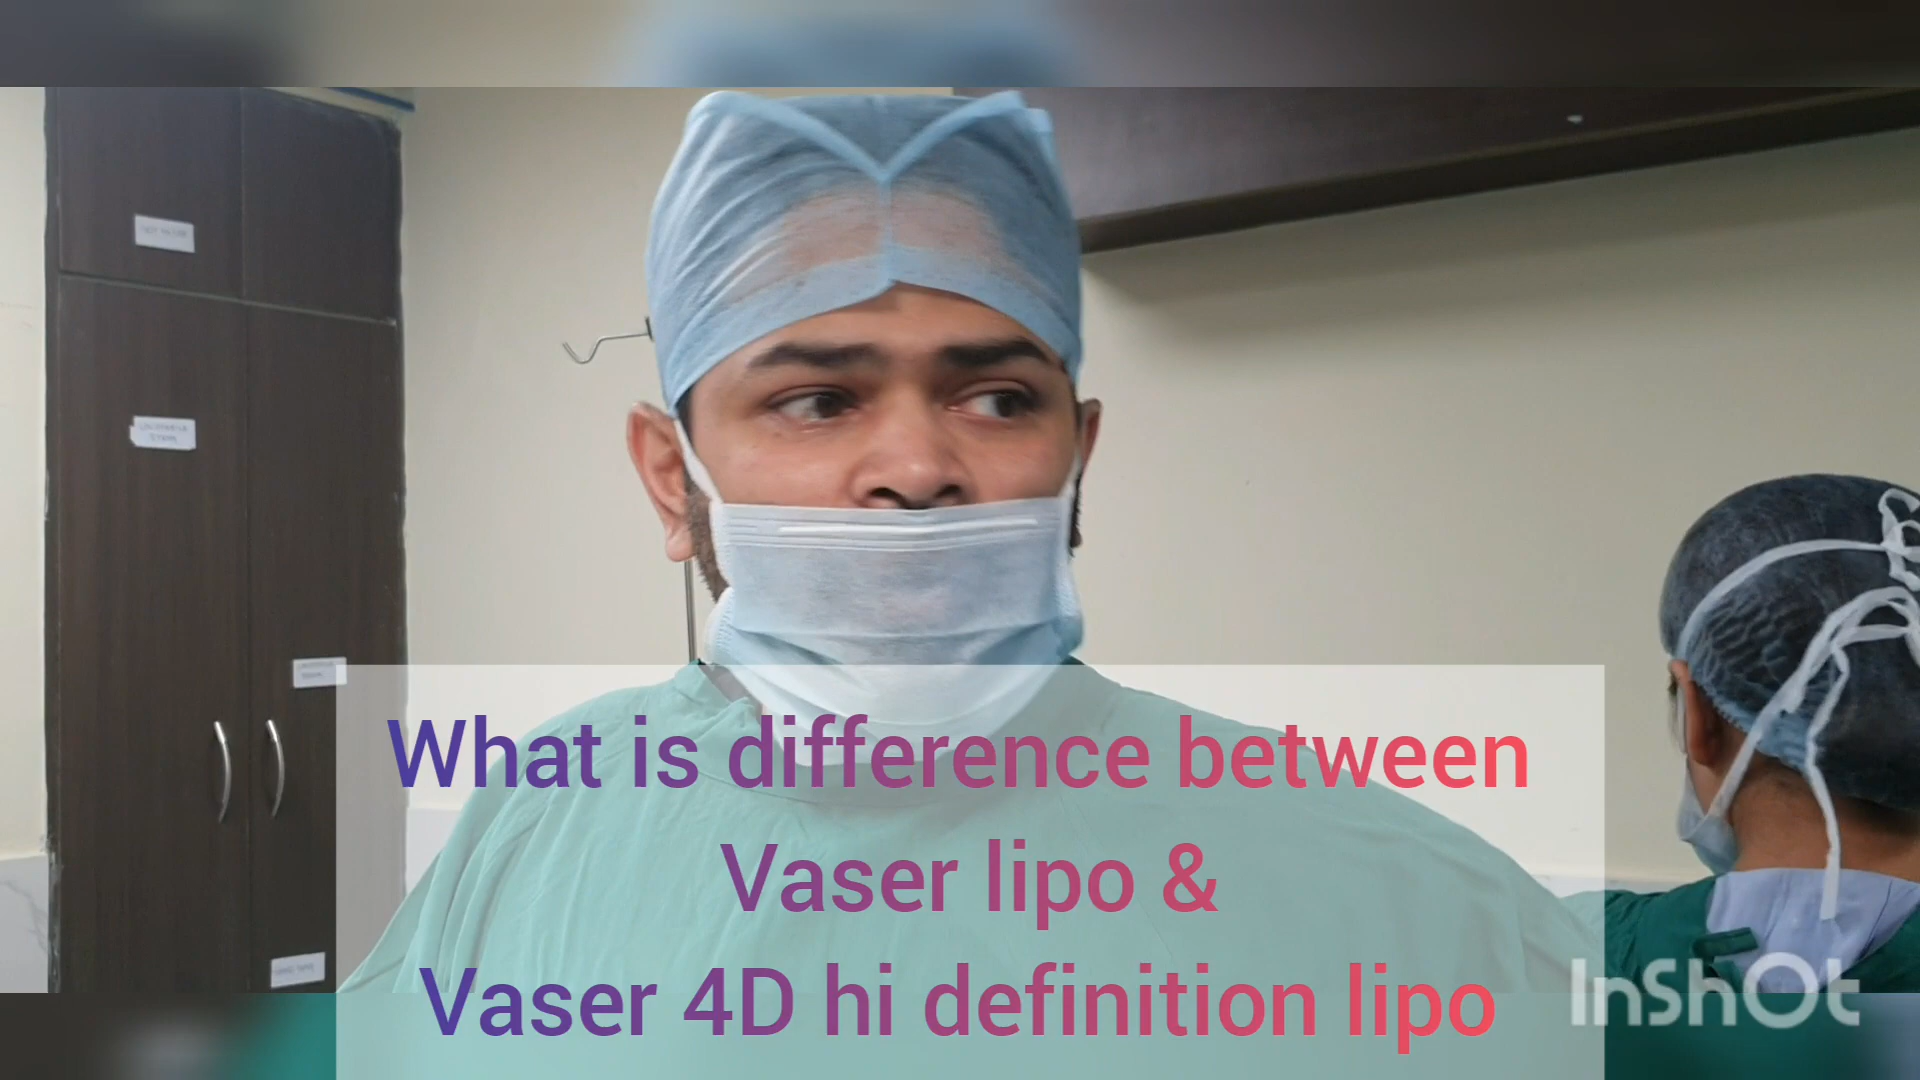 What is difference between
Vaser lipo &
Vaser 4D hi definition lipo
InShOt